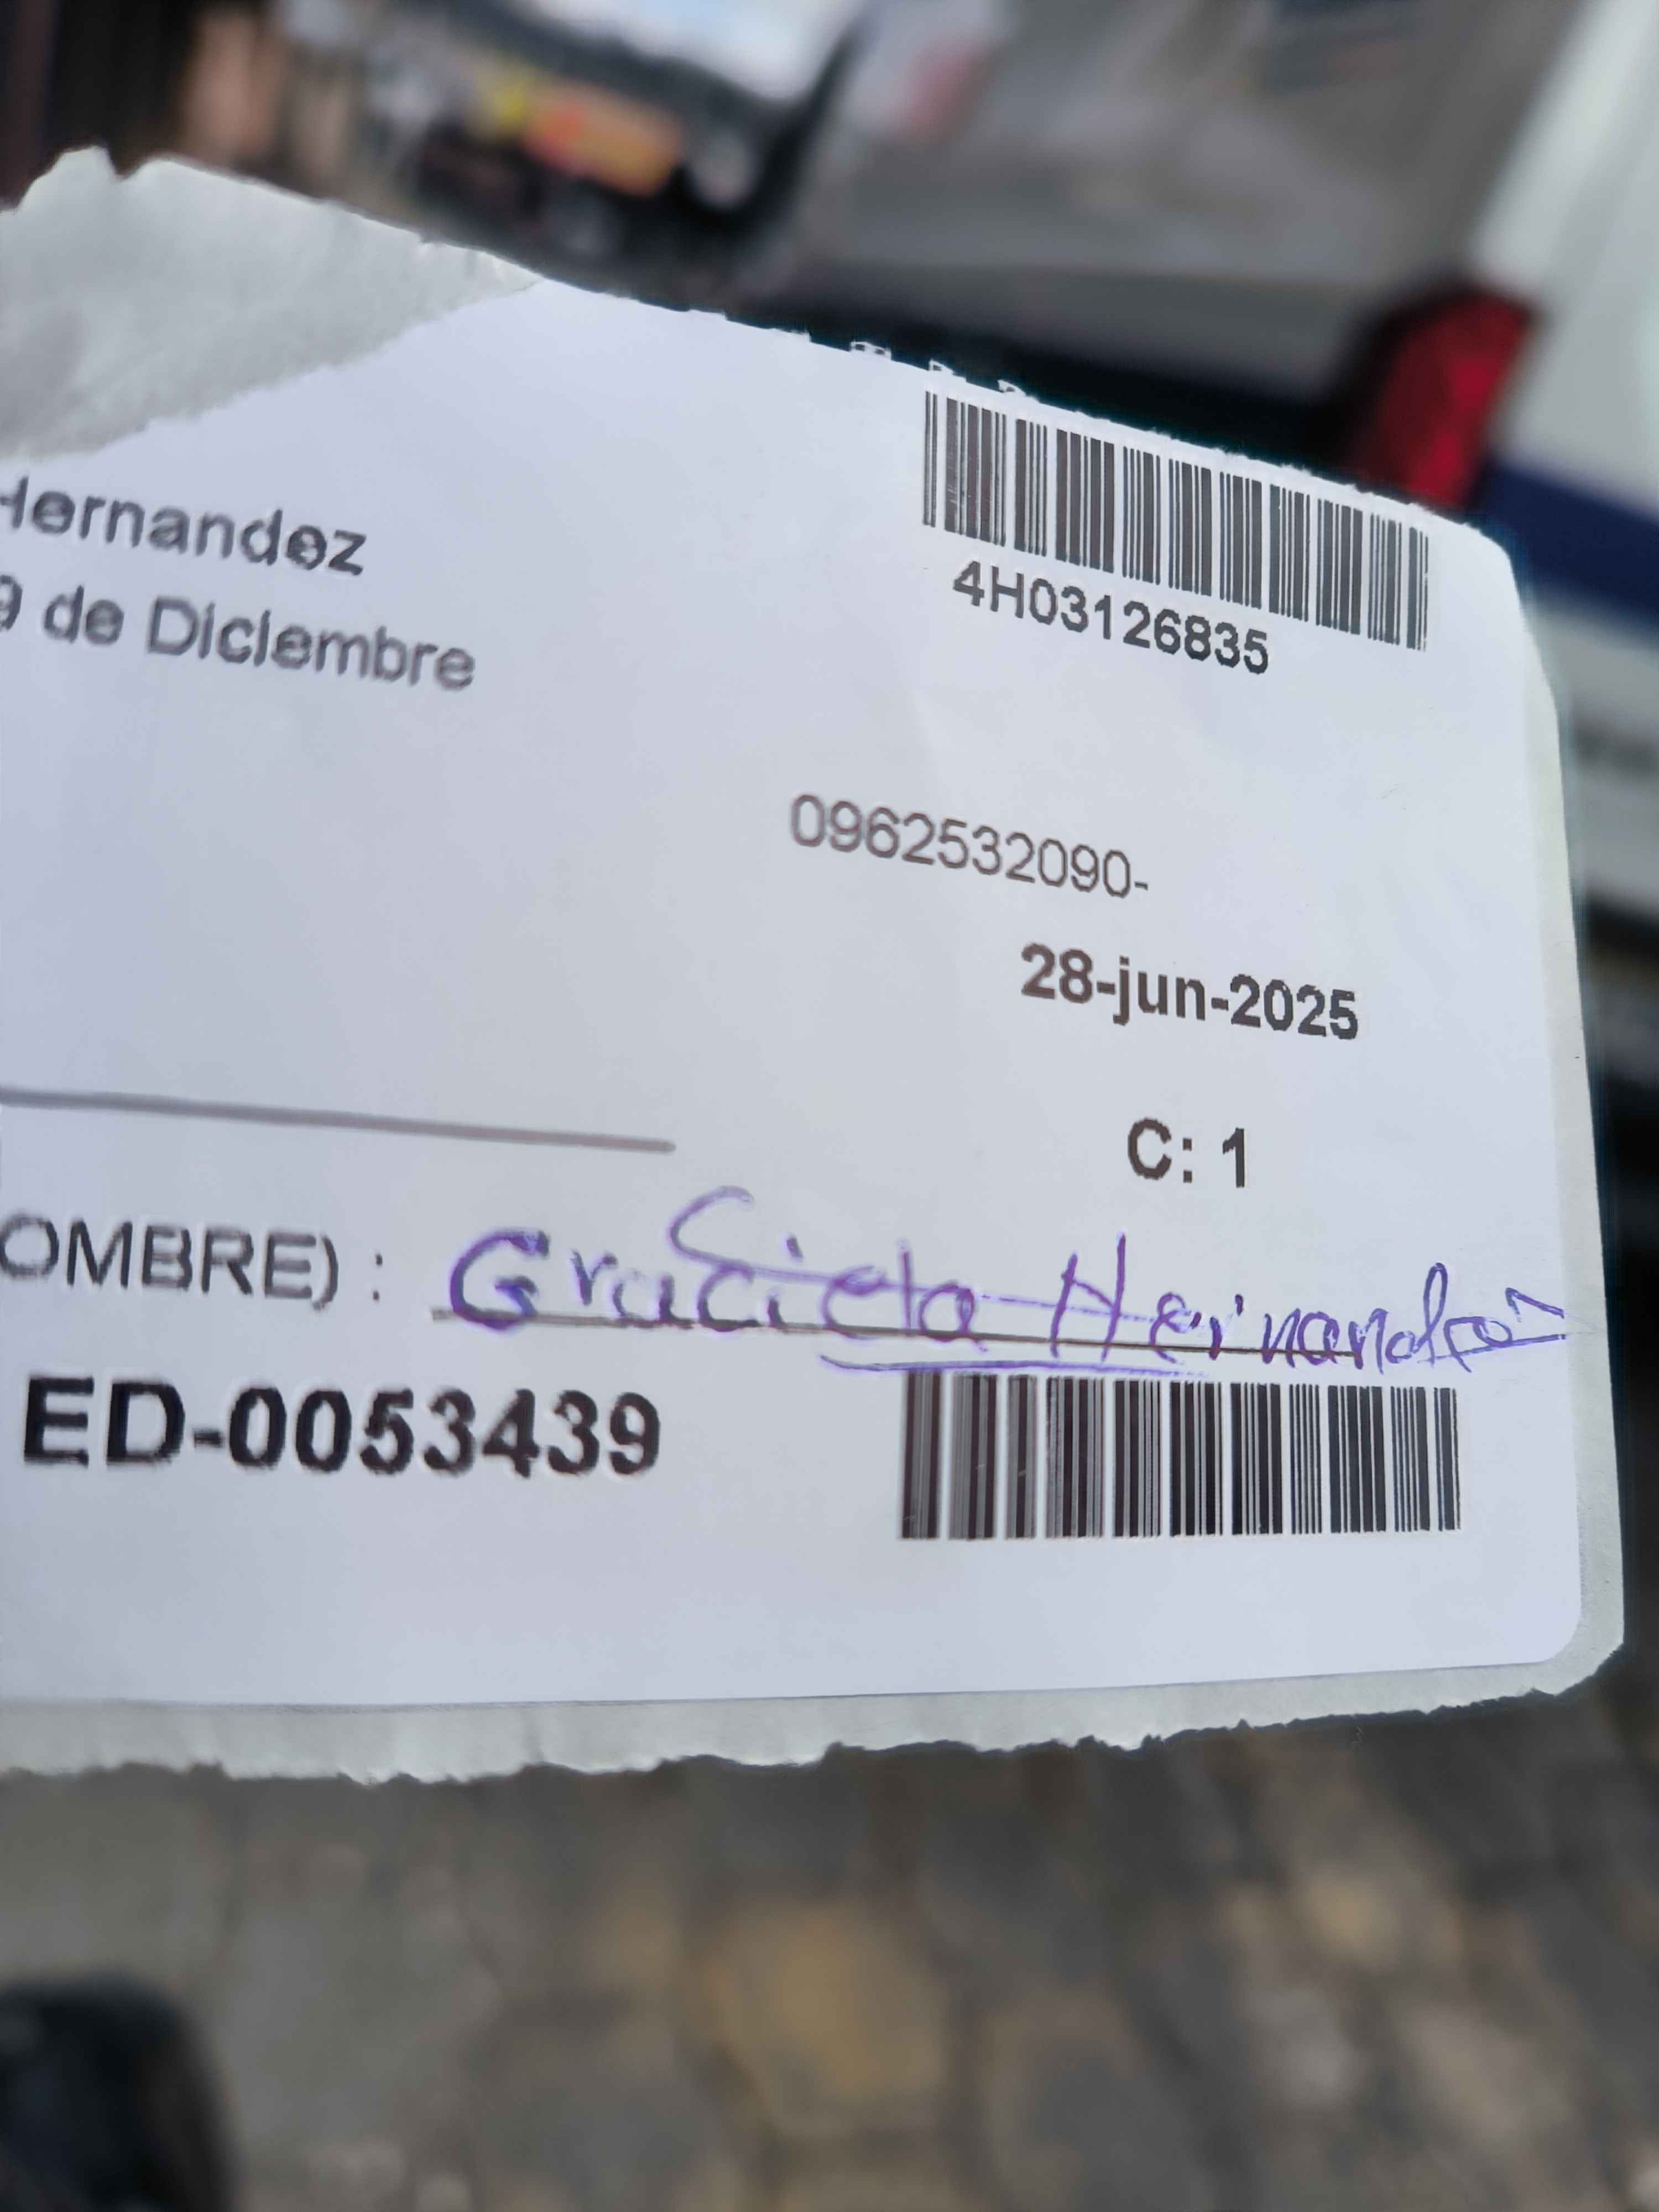 4H03126835
Hernandez
9 de Diciembre
0962532090-
28-jun-2025
C: 1
OMBRE) : Graciela Hernandez
ED-0053439